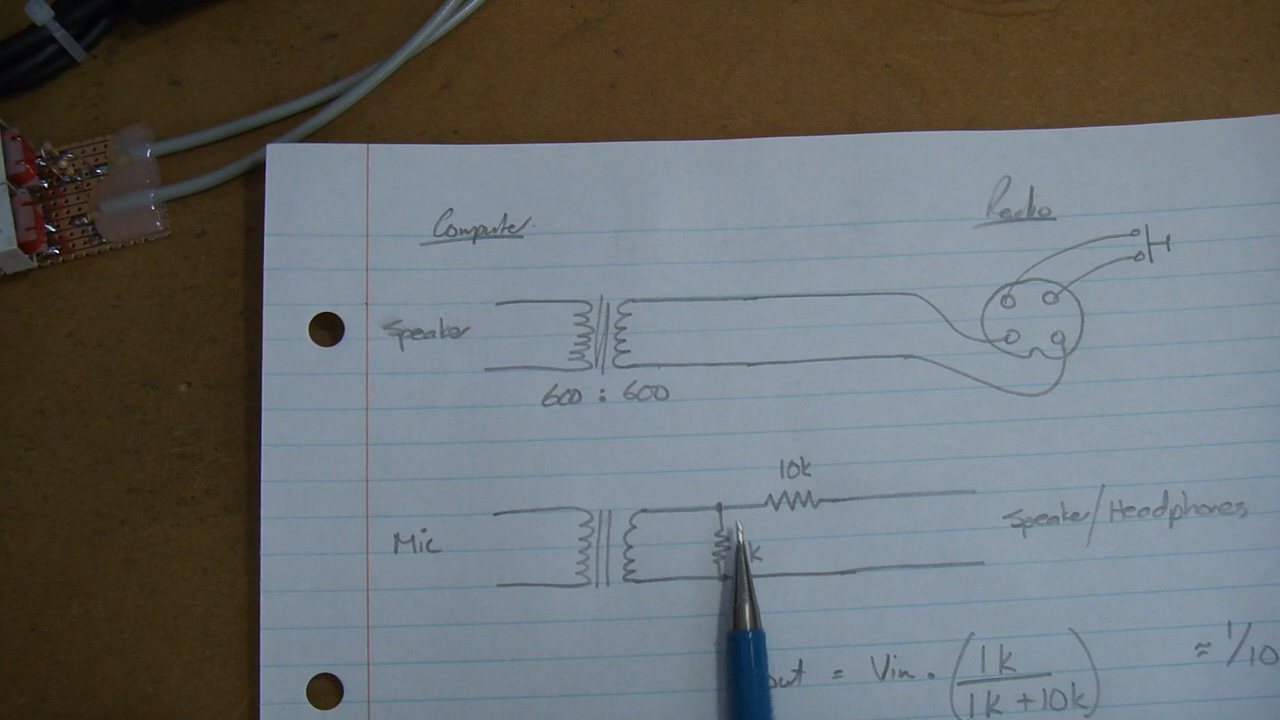 Computer
Radio
Speaker
600 : 600
10k
Mic
Speaker/Headphones
k
out = Vin . (1k / 1k + 10k) ≈ 1/10